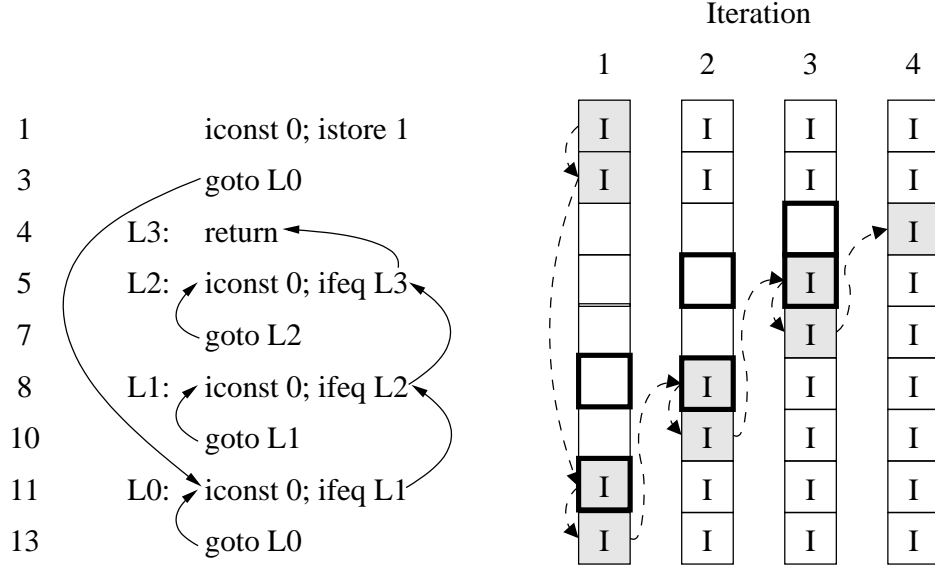 Iteration
1 2 3 4
1 iconst 0; istore 1 I I I I
3 goto L0 I I I I
4 L3: return I
5 L2: iconst 0; ifeq L3 I I
7 goto L2 I I
8 L1: iconst 0; ifeq L2 I I I
10 goto L1 I I I
11 L0: iconst 0; ifeq L1 I I I I
13 goto L0 I I I I